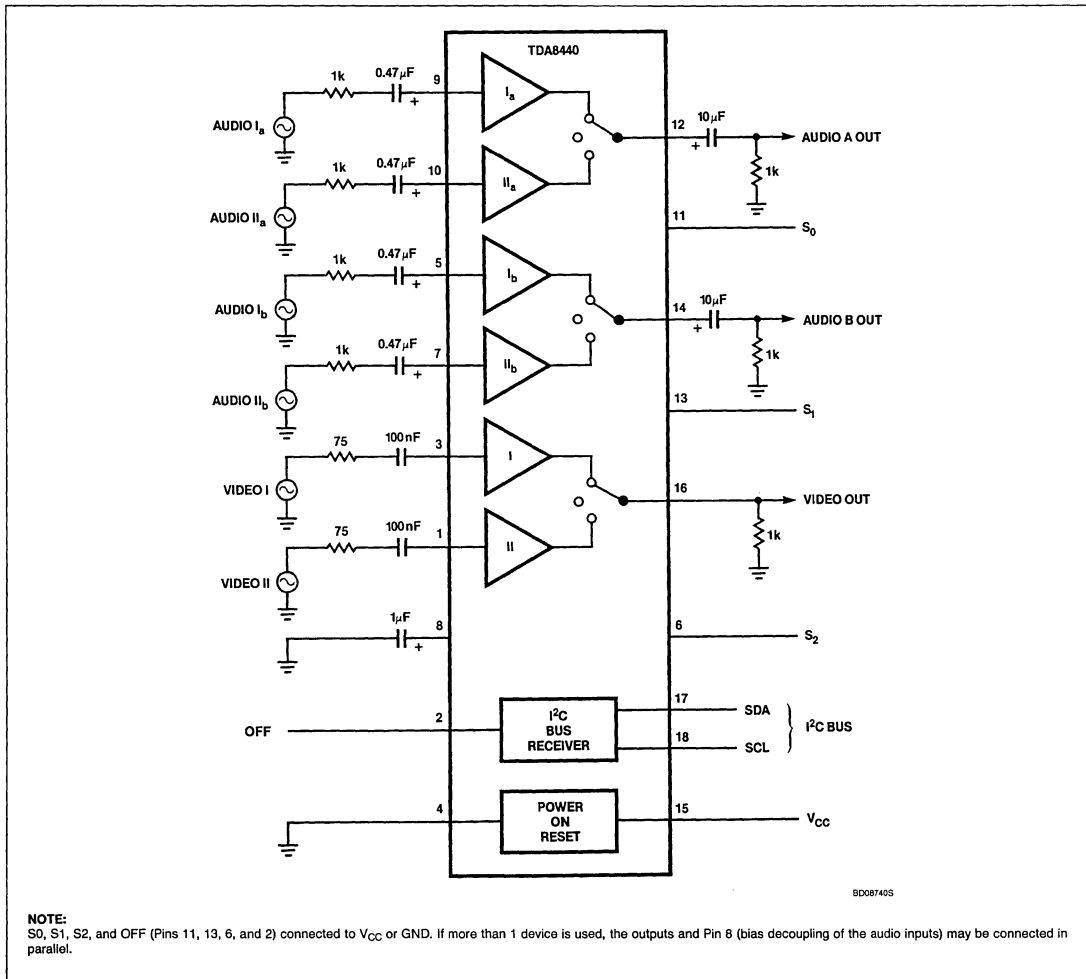 TDA8440
AUDIO Ia
1k
0.47µF
+
9
Ia
12
10µF
+
AUDIO A OUT
1k
AUDIO IIa
1k
0.47µF
+
10
IIa
11
S0
AUDIO Ib
1k
0.47µF
+
5
Ib
14
10µF
+
AUDIO B OUT
1k
AUDIO IIb
1k
0.47µF
+
7
IIb
13
S1
VIDEO I
75
100nF
3
I
16
VIDEO OUT
1k
VIDEO II
75
100nF
1
II
1µF
+
8
6
S2
OFF
2
I²C
BUS
RECEIVER
17
SDA
18
SCL
I²C BUS
4
POWER
ON
RESET
15
VCC
BD08740S
NOTE:
S0, S1, S2, and OFF (Pins 11, 13, 6, and 2) connected to VCC or GND. If more than 1 device is used, the outputs and Pin 8 (bias decoupling of the audio inputs) may be connected in
parallel.